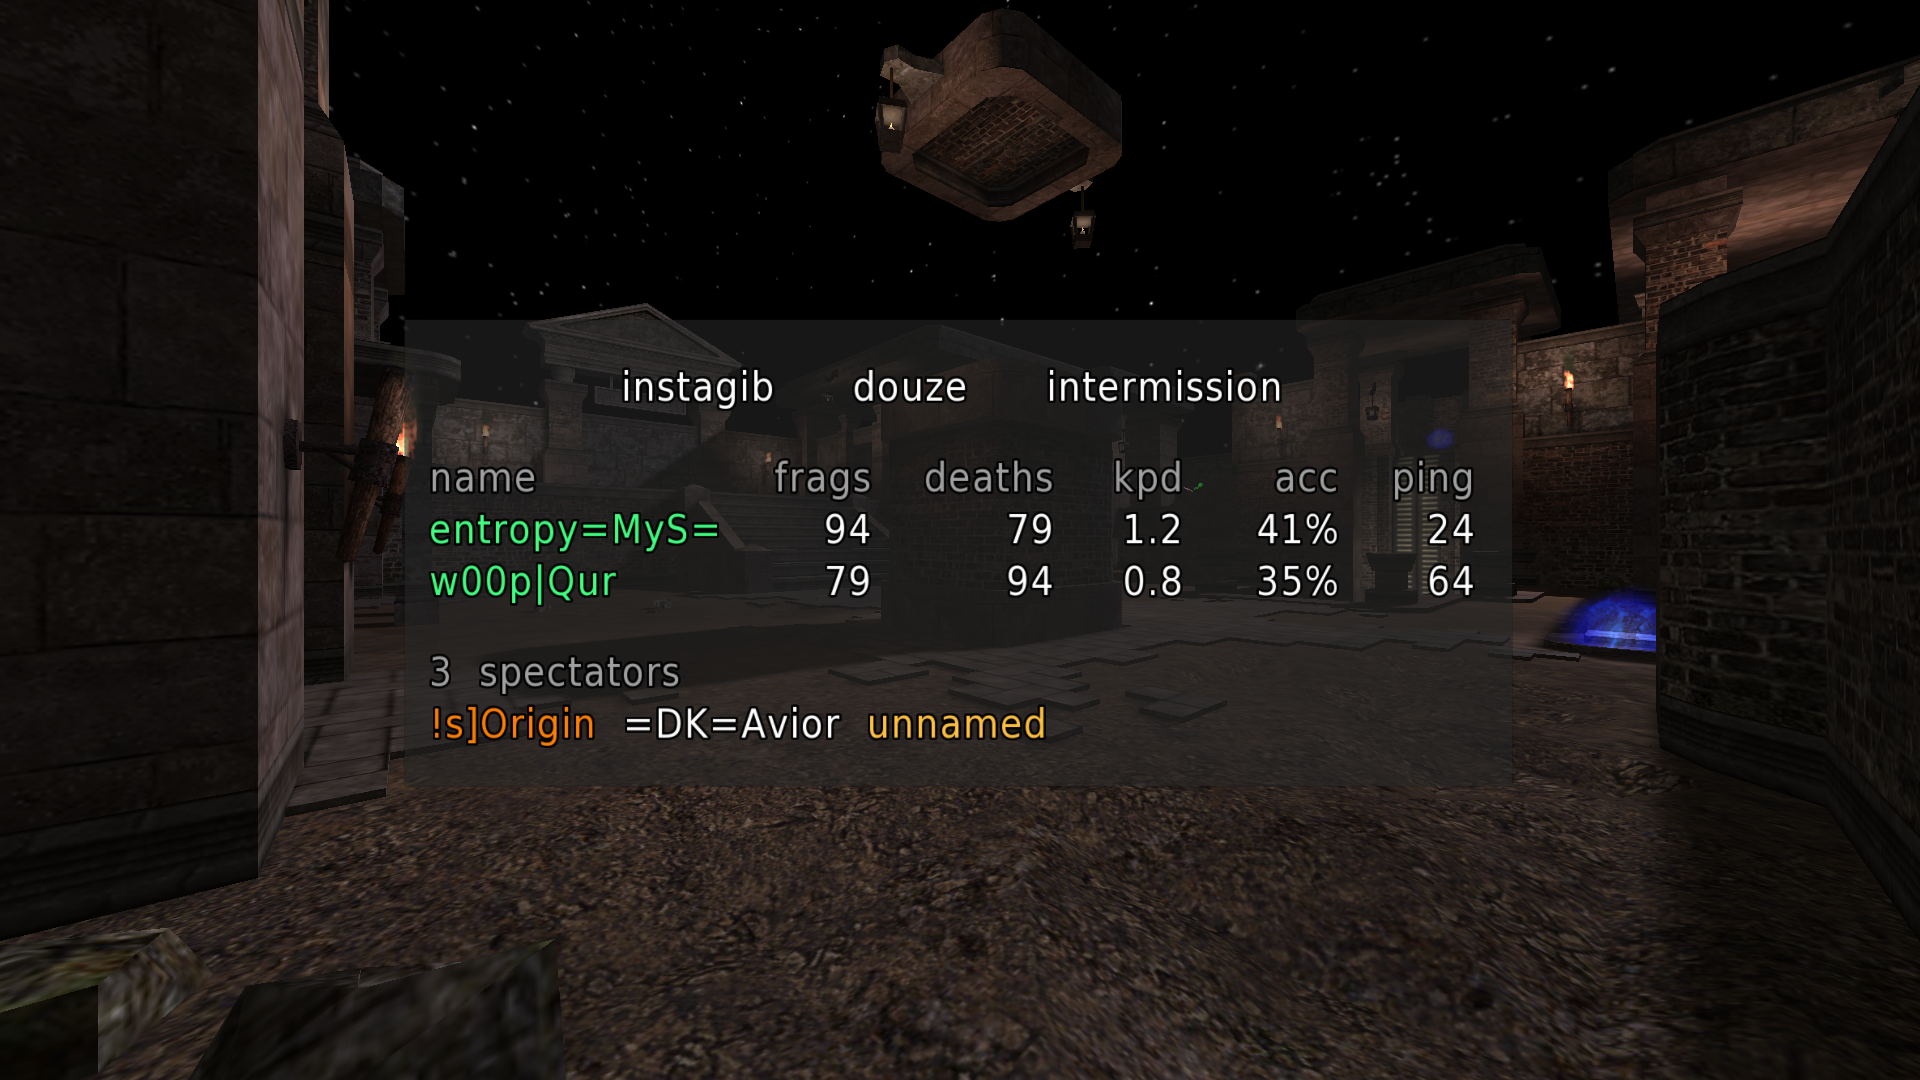 instagib douze intermission
name frags deaths kpd acc ping
entropy=MyS= 94 79 1.2 41% 24
w00p|Qur 79 94 0.8 35% 64
3 spectators
!s]Origin =DK=Avior unnamed